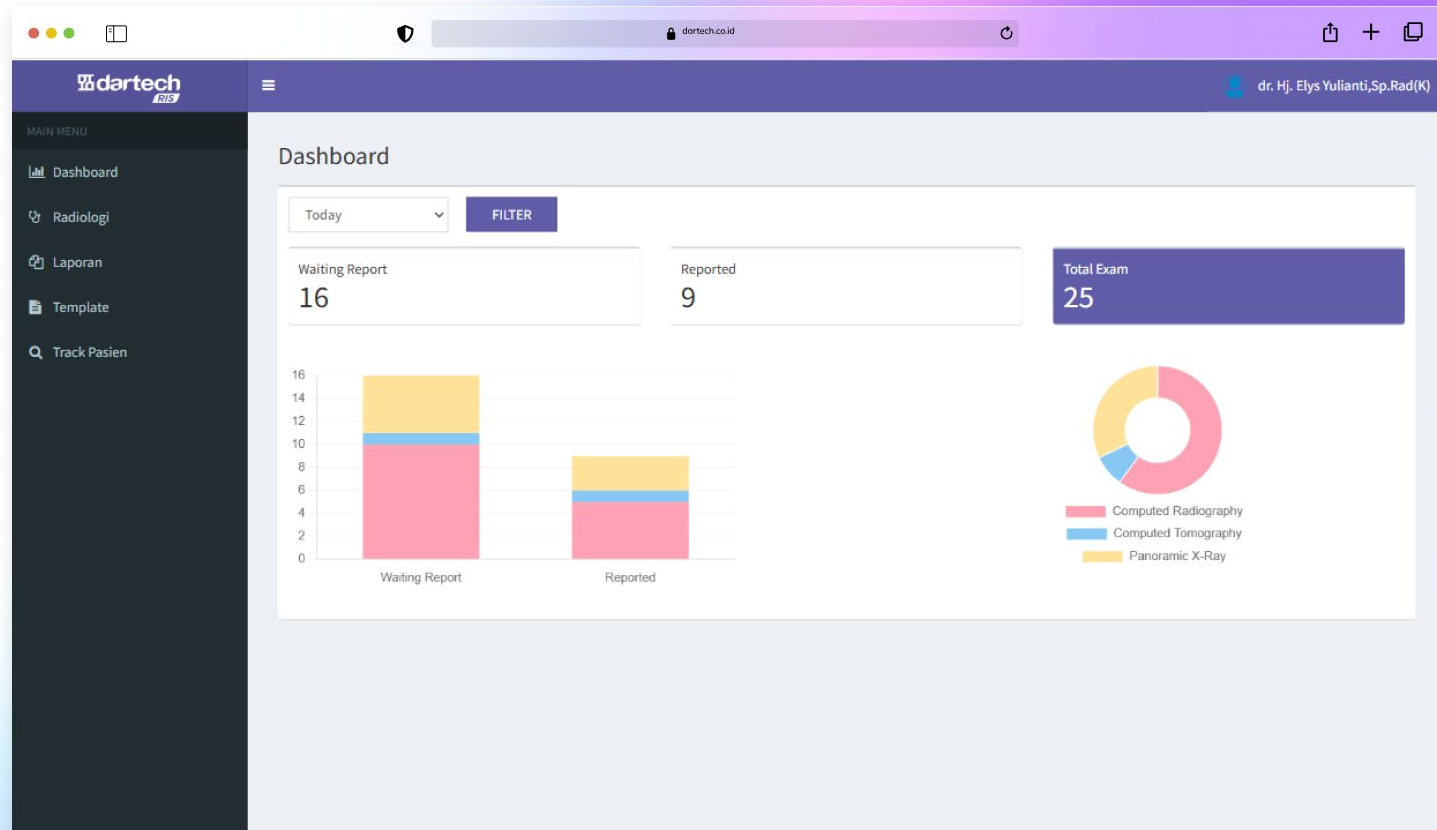 dartech.co.id
dartech
RIS
dr. Hj. Elys Yulianti,Sp.Rad(K)
MAIN MENU
Dashboard
Radiologi
Laporan
Template
Track Pasien
Dashboard
Today
FILTER
Waiting Report
16
Reported
9
Total Exam
25
16
14
12
10
8
6
4
2
0
Waiting Report
Reported
Computed Radiography
Computed Tomography
Panoramic X-Ray